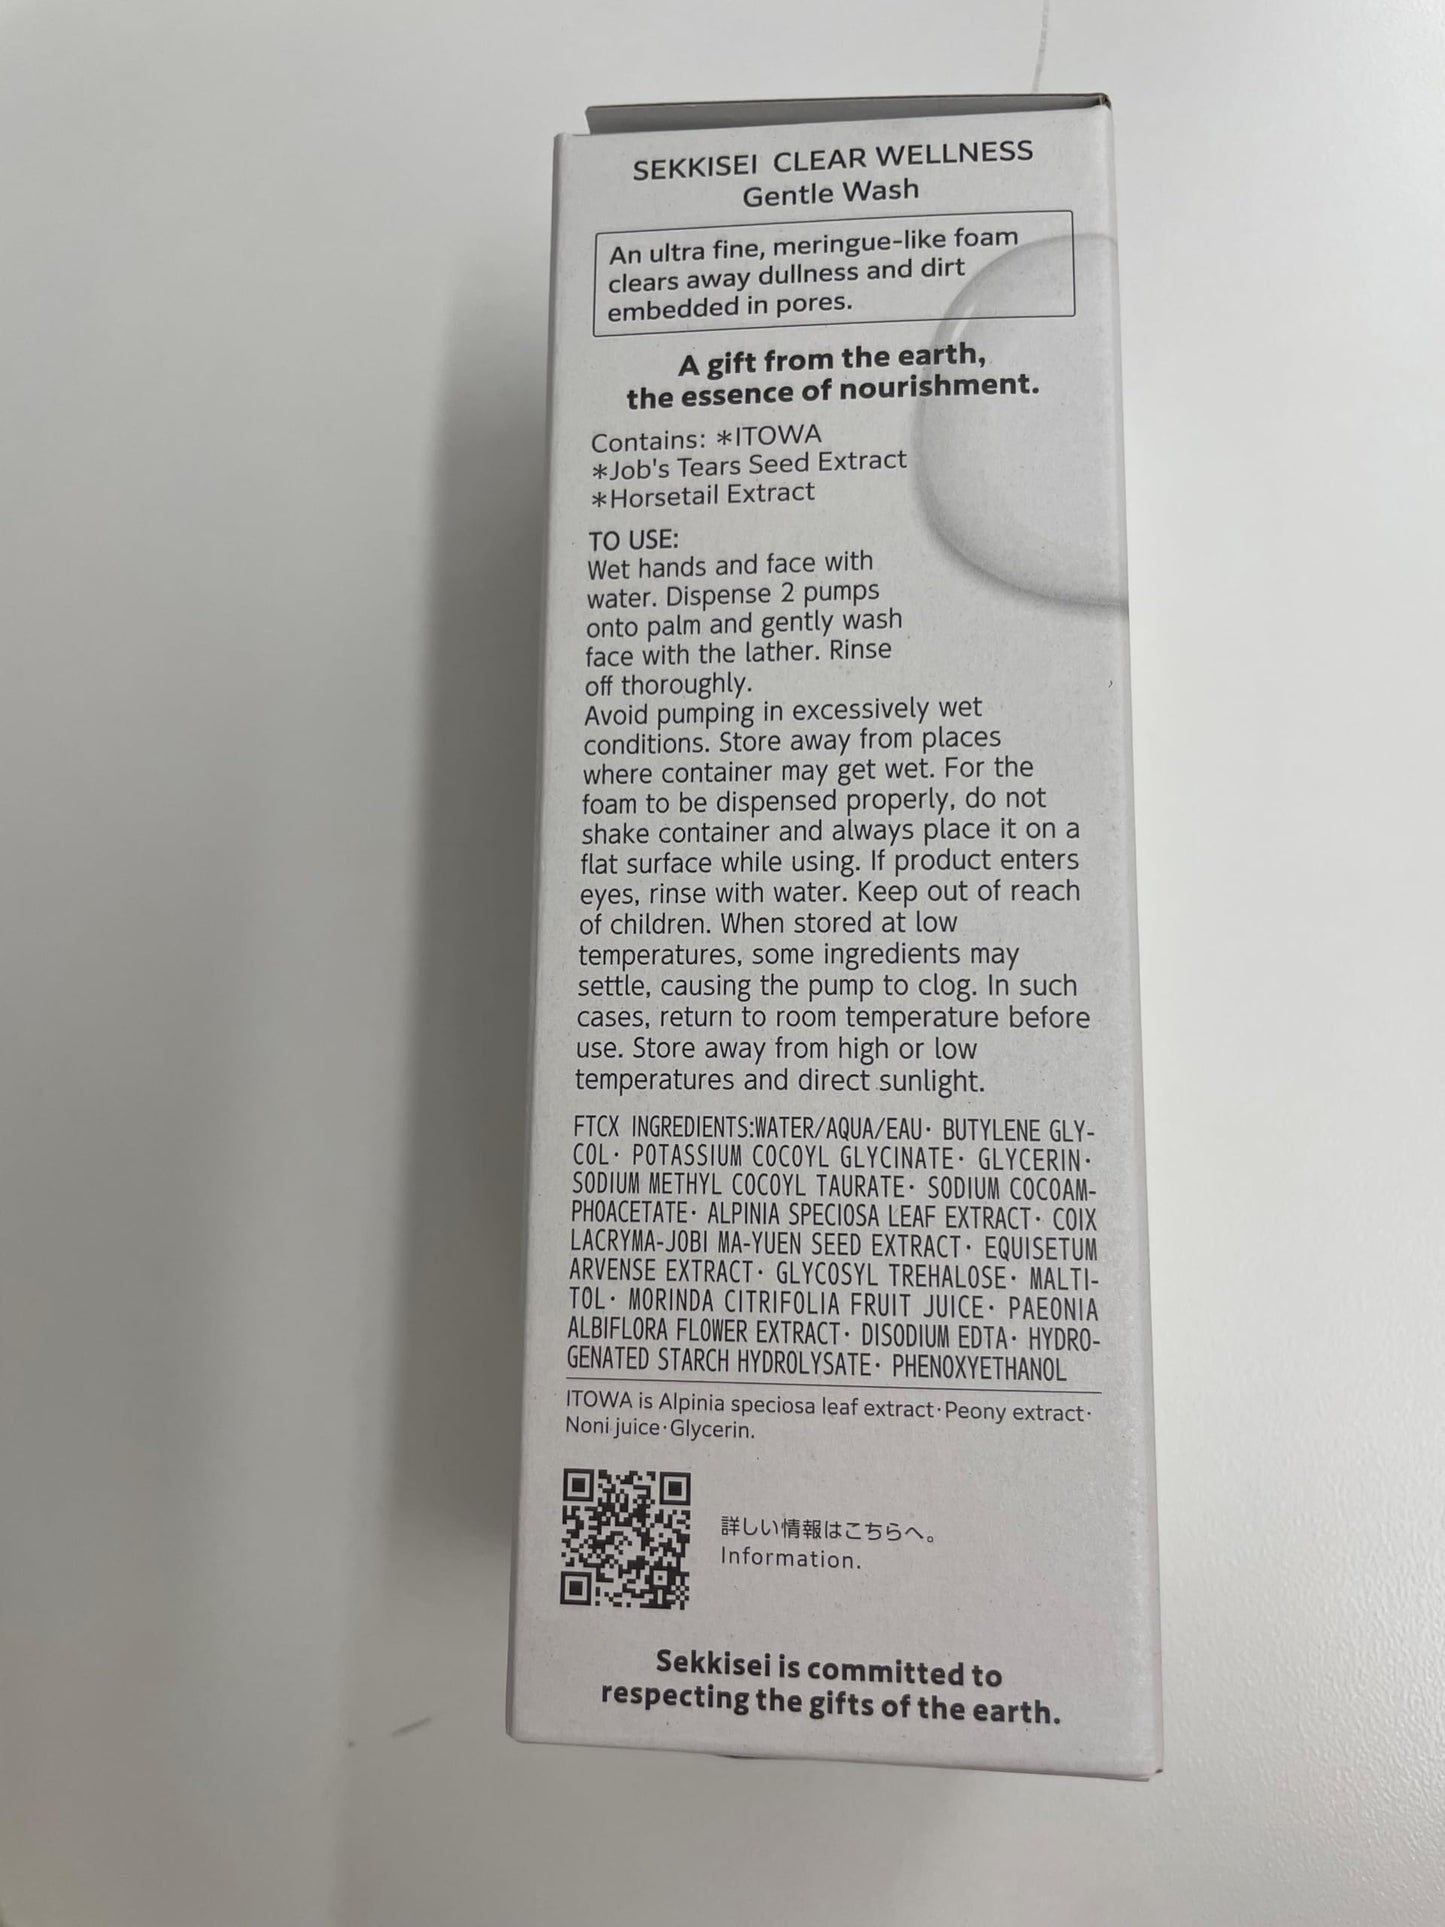 SEKKISEI CLEAR WELLNESS
Gentle Wash
An ultra fine, meringue-like foam
clears away dullness and dirt
embedded in pores.
A gift from the earth,
the essence of nourishment.
Contains: *ITOWA
*Job's Tears Seed Extract
*Horsetail Extract
TO USE:
Wet hands and face with
water. Dispense 2 pumps
onto palm and gently wash
face with the lather. Rinse
off thoroughly.
Avoid pumping in excessively wet
conditions. Store away from places
where container may get wet. For the
foam to be dispensed properly, do not
shake container and always place it on a
flat surface while using. If product enters
eyes, rinse with water. Keep out of reach
of children. When stored at low
temperatures, some ingredients may
settle, causing the pump to clog. In such
cases, return to room temperature before
use. Store away from high or low
temperatures and direct sunlight.
FTCX INGREDIENTS:WATER/AQUA/EAU· BUTYLENE GLY-
COL· POTASSIUM COCOYL GLYCINATE· GLYCERIN·
SODIUM METHYL COCOYL TAURATE· SODIUM COCOAM-
PHOACETATE· ALPINIA SPECIOSA LEAF EXTRACT· COIX
LACRYMA-JOBI MA-YUEN SEED EXTRACT· EQUISETUM
ARVENSE EXTRACT· GLYCOSYL TREHALOSE· MALTI-
TOL· MORINDA CITRIFOLIA FRUIT JUICE· PAEONIA
ALBIFLORA FLOWER EXTRACT· DISODIUM EDTA· HYDRO-
GENATED STARCH HYDROLYSATE· PHENOXYETHANOL
ITOWA is Alpinia speciosa leaf extract·Peony extract·
Noni juice·Glycerin.
詳しい情報はこちらへ。
Information.
Sekkisei is committed to
respecting the gifts of the earth.